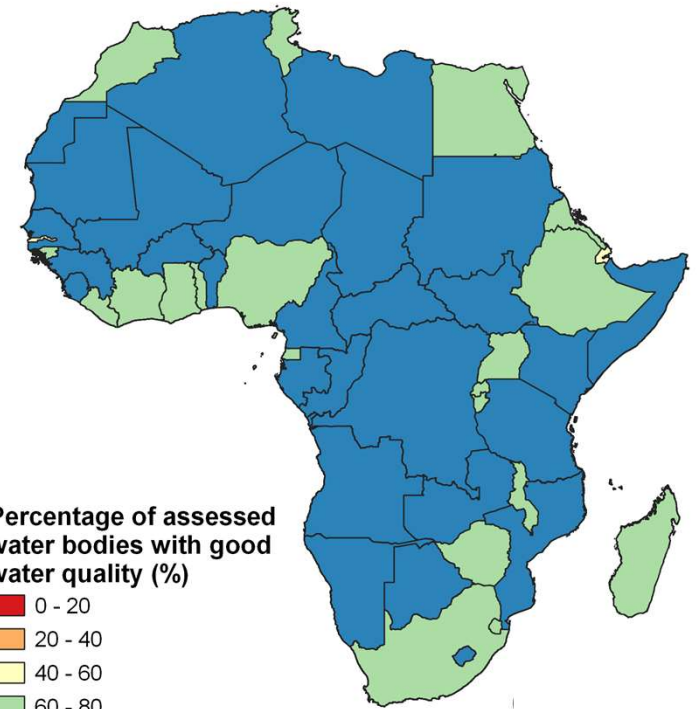 Percentage of assessed
water bodies with good
water quality (%)
0 - 20
20 - 40
40 - 60
60 - 80